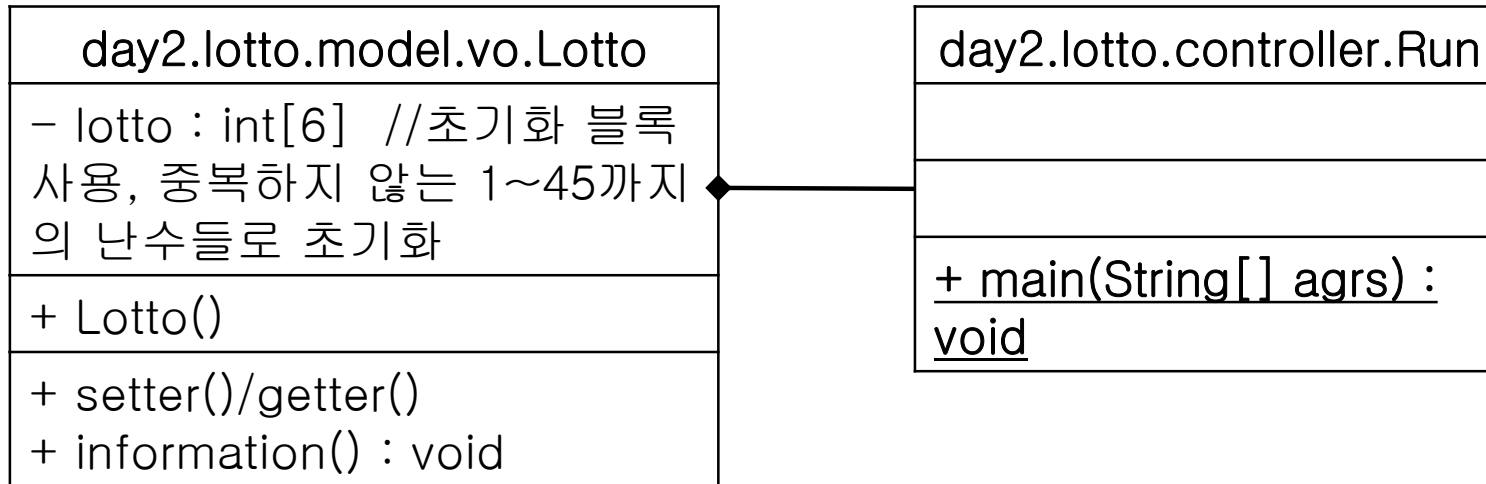 day2.lotto.model.vo.Lotto
- lotto : int[6]  //초기화 블록
사용, 중복하지 않는 1~45까지
의 난수들로 초기화
+ Lotto()
+ setter()/getter()
+ information() : void
day2.lotto.controller.Run
+ main(String[] agrs) :
void